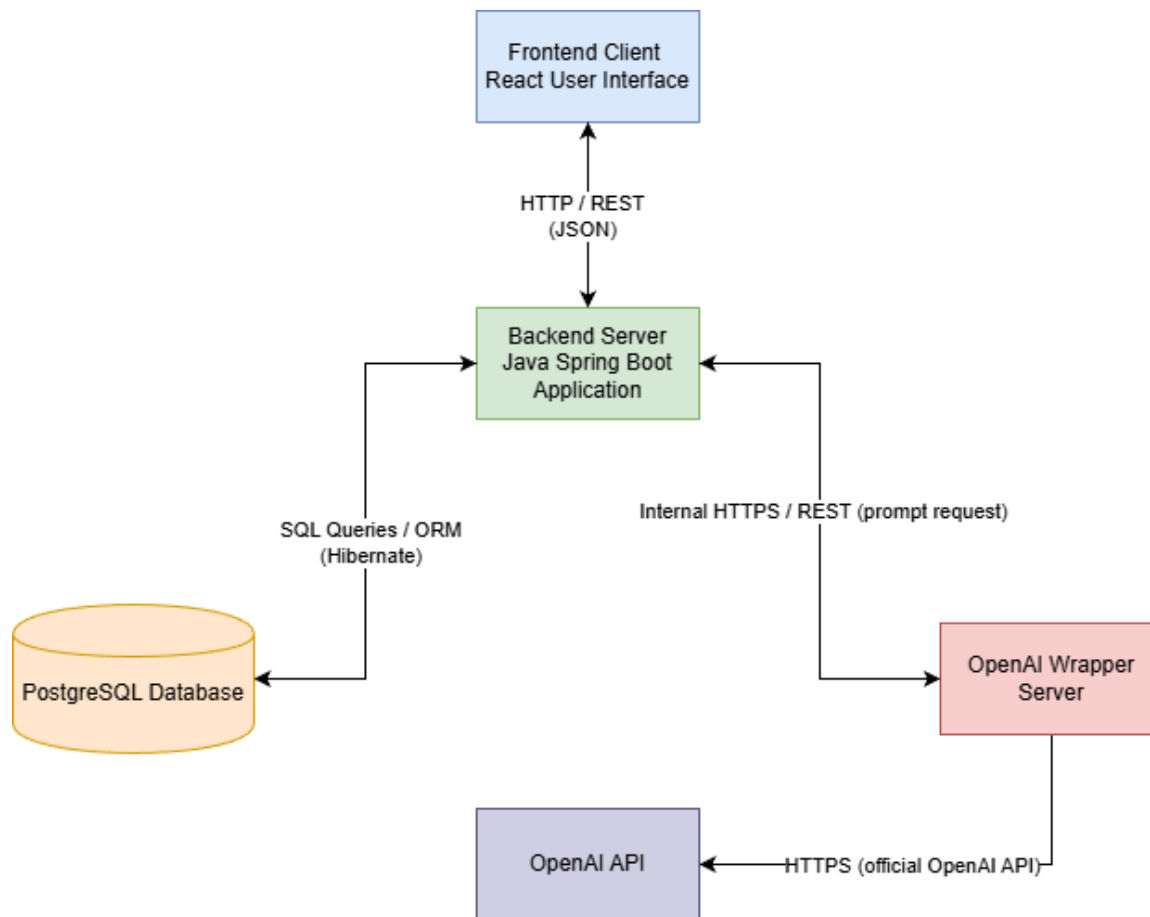 Frontend Client
React User Interface
HTTP / REST
(JSON)
Backend Server
Java Spring Boot
Application
SQL Queries / ORM
(Hibernate)
Internal HTTPS / REST (prompt request)
PostgreSQL Database
OpenAI Wrapper
Server
OpenAI API
HTTPS (official OpenAI API)